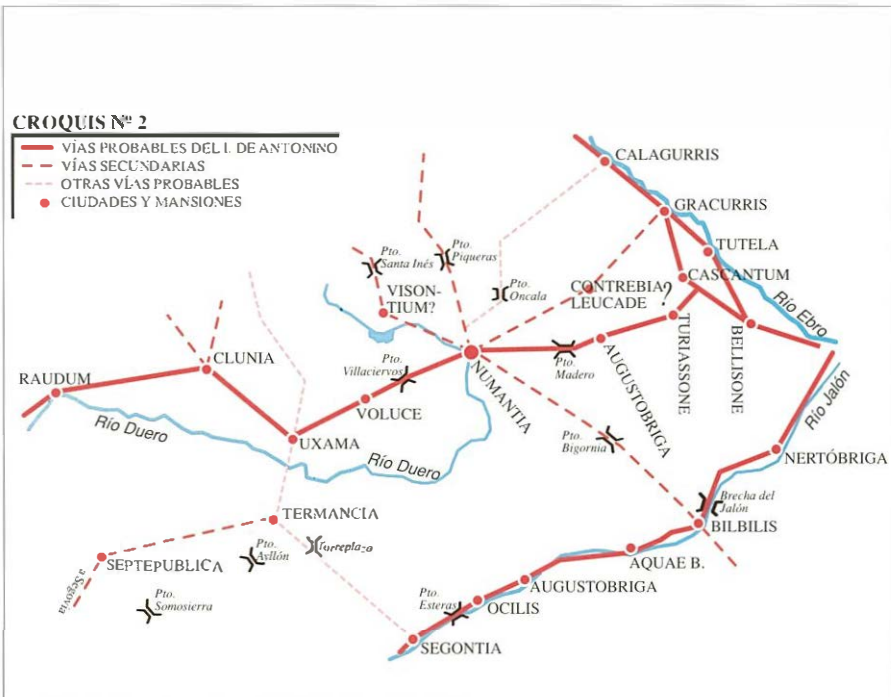 CROQUIS Nº 2
VÍAS PROBABLES DEL I. DE ANTONINO
VÍAS SECUNDARIAS
OTRAS VÍAS PROBABLES
CIUDADES Y MANSIONES
CALAGURRIS
GRACURRIS
TUTELA
CASCANTUM
Río Ebro
Pto.
Santa Inés
Pto.
Piqueras
Pto.
Oncala
CONTREBIA
LEUCADE
?
VISON-
TIUM?
TURIASSONE
BELLISONE
CLUNIA
RAUDUM
Pto.
Villaciervos
NUMANTIA
Pto.
Madero
AUGUSTOBRIGA
Río Jalón
VOLUCE
UXAMA
Río Duero
Río Duero
Pto.
Bigornia
NERTÓBRIGA
Brecha del
Jalón
BILBILIS
TERMANCIA
SEPTEPUBLICA
Pto.
Ayllón
Torreplazo
a Segovia
Pto.
Somosierra
AQUAE B.
AUGUSTOBRIGA
Pto.
Esteras
OCILIS
SEGONTIA